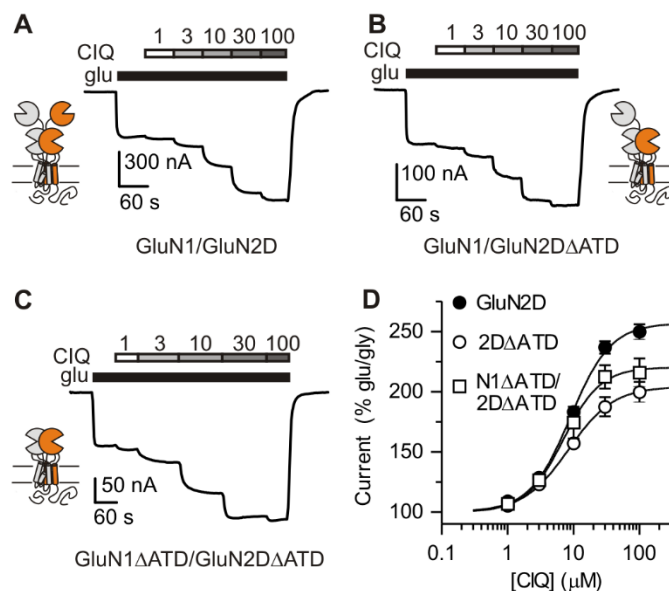 A
1 3 10 30 100
CIQ
glu
300 nA
60 s
GluN1/GluN2D
B
1 3 10 30 100
CIQ
glu
100 nA
60 s
GluN1/GluN2DΔATD
C
1 3 10 30 100
CIQ
glu
50 nA
60 s
GluN1ΔATD/GluN2DΔATD
D
GluN2D
2DΔATD
N1ΔATD/
2DΔATD
Current (% glu/gly)
250
200
150
100
0.1 1 10 100
[CIQ] (μM)